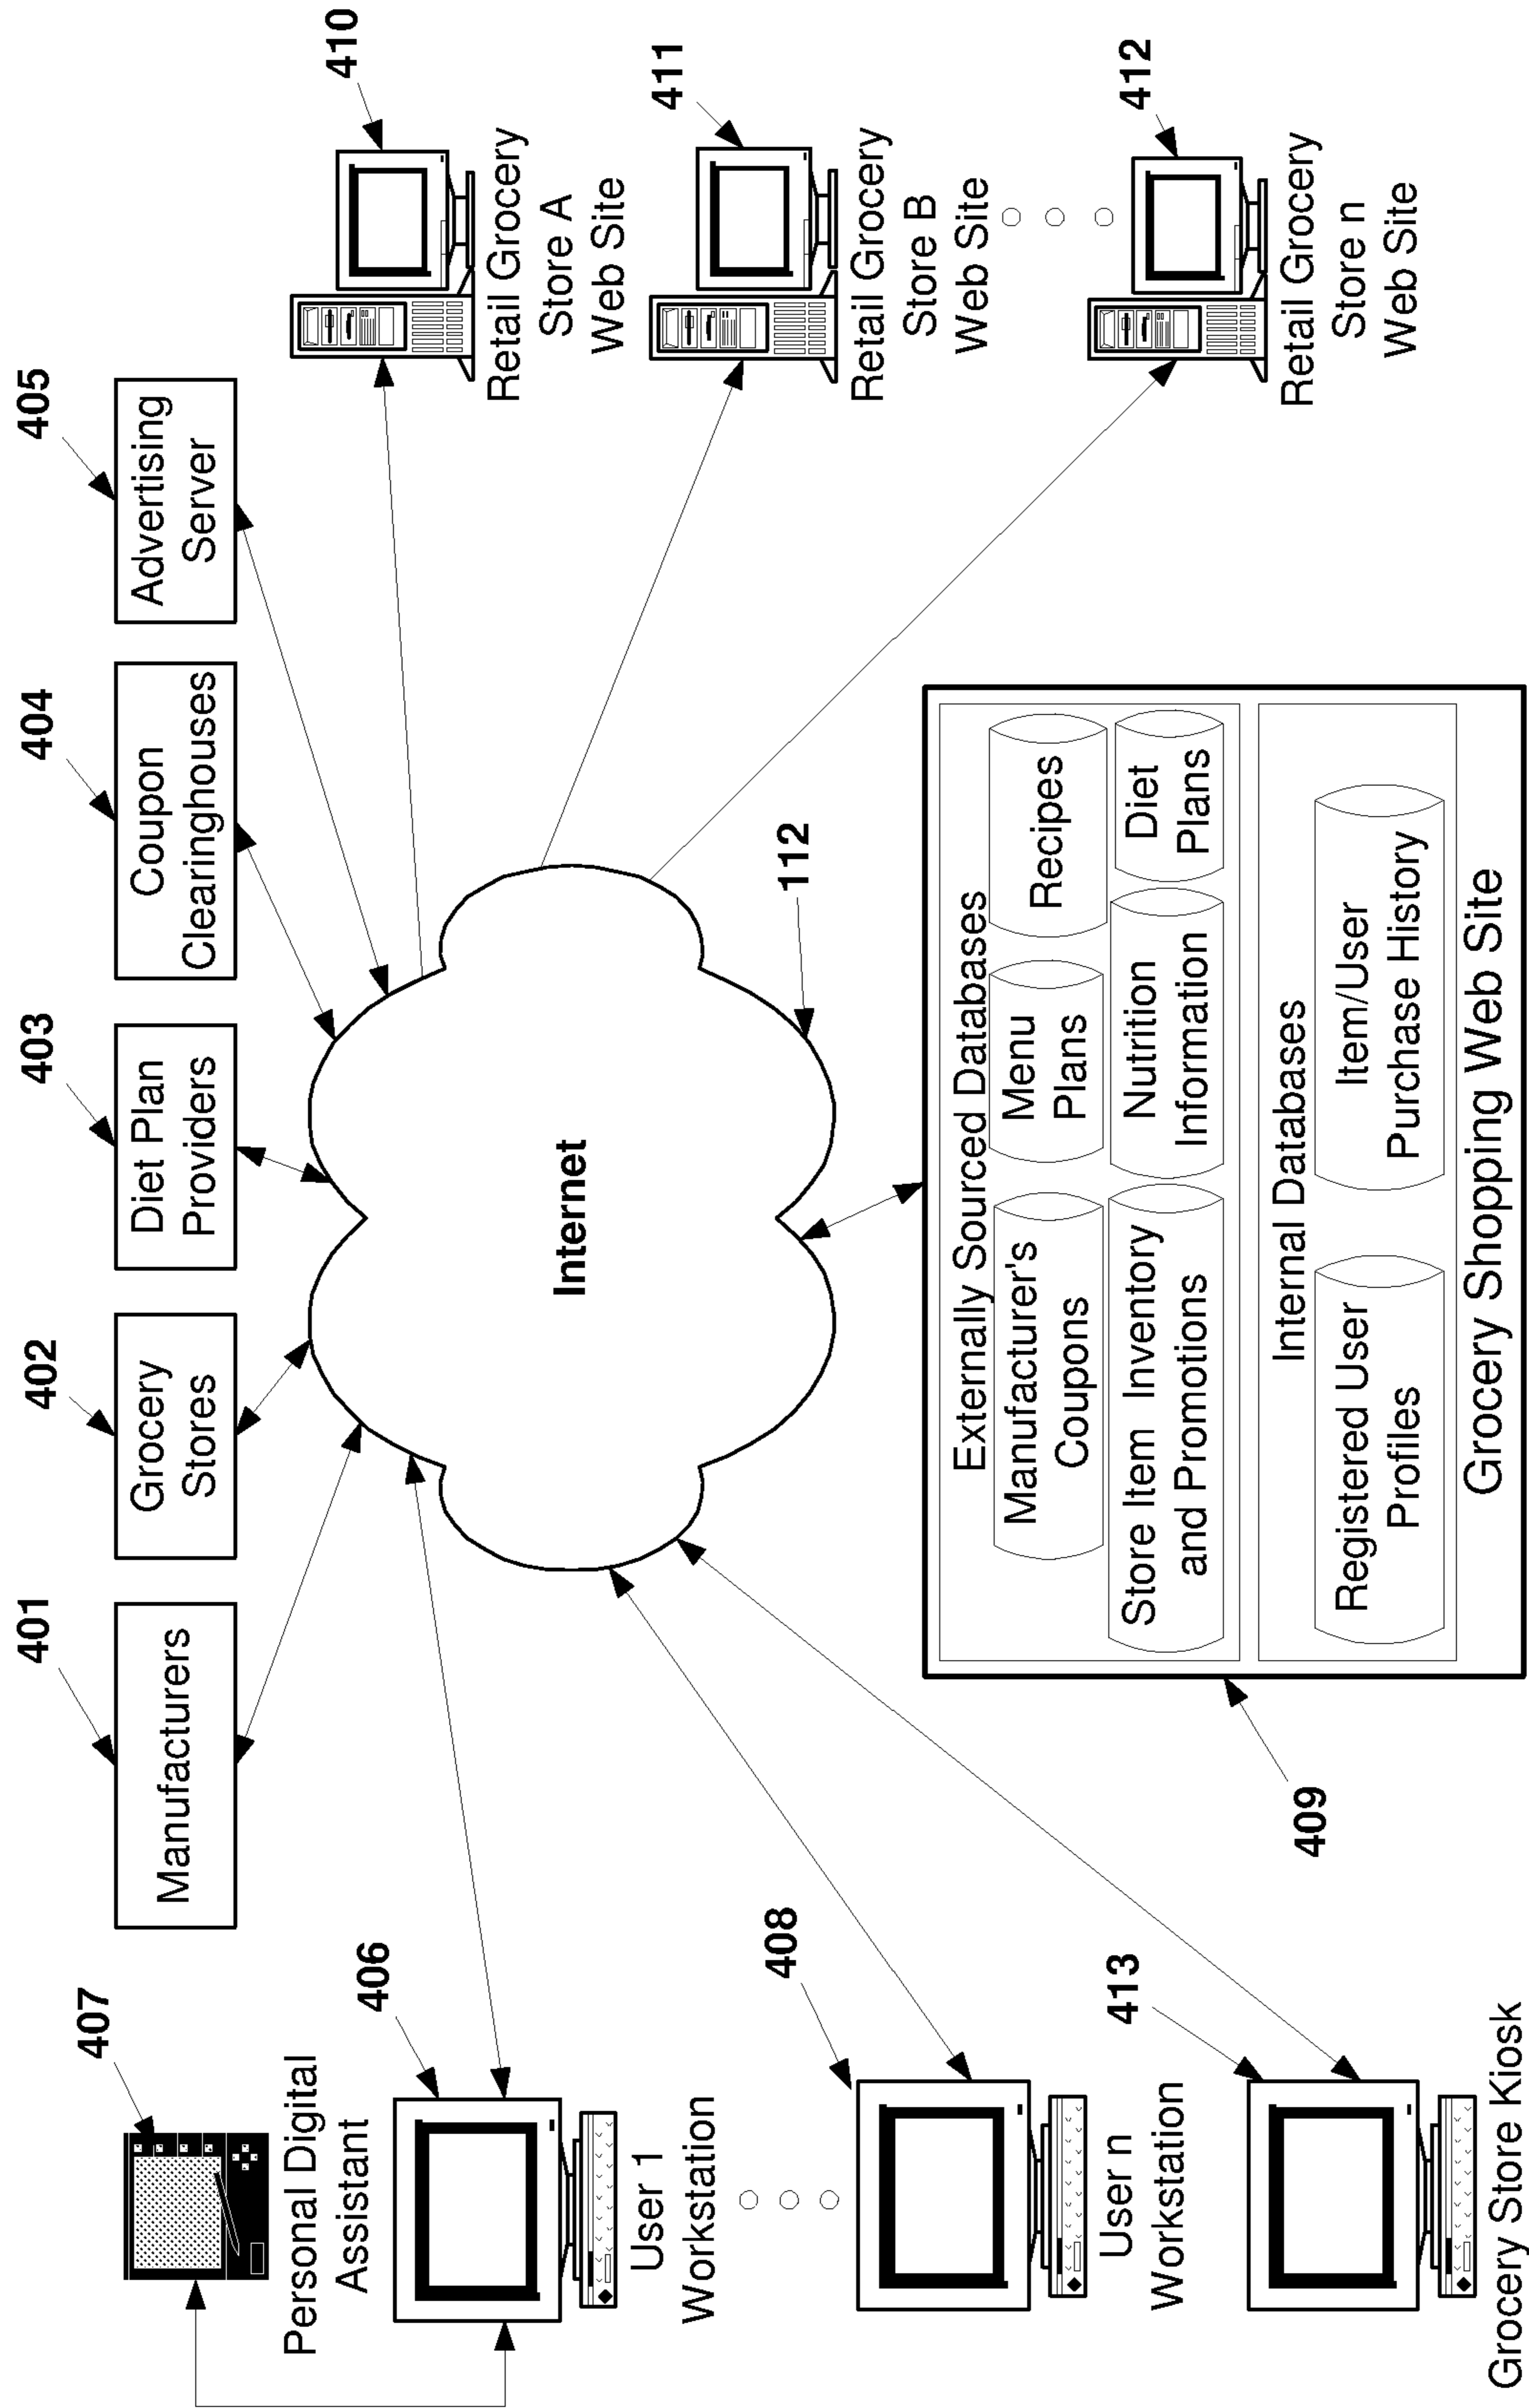 401
402
403
404
405
Manufacturers
Grocery
Stores
Diet Plan
Providers
Coupon
Clearinghouses
Advertising
Server
407
Personal Digital
Assistant
406
User 1
Workstation
408
User n
Workstation
413
Grocery Store Kiosk
Internet
112
410
Retail Grocery
Store A
Web Site
411
Retail Grocery
Store B
Web Site
412
Retail Grocery
Store n
Web Site
409
Externally Sourced Databases
Manufacturer's
Coupons
Menu
Plans
Recipes
Store Item Inventory
and Promotions
Nutrition
Information
Diet
Plans
Internal Databases
Registered User
Profiles
Item/User
Purchase History
Grocery Shopping Web Site